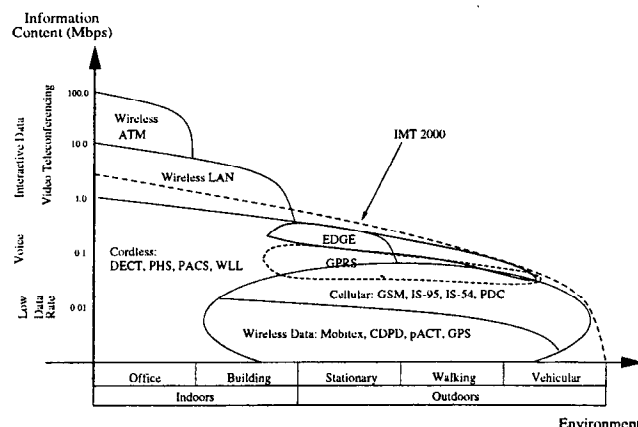 Information
Content (Mbps)
Interactive Data
Video Teleconferencing
Voice
Low
Data
Rate
100.0
10.0
1.0
0·1
0·01
Wireless
ATM
Wireless LAN
IMT 2000
EDGE
GPRS
Cordless:
DECT, PHS, PACS, WLL
Cellular: GSM, IS-95, IS-54, PDC
Wireless Data: Mobitex, CDPD, pACT, GPS
Office
Building
Stationary
Walking
Vehicular
Indoors
Outdoors
Environment